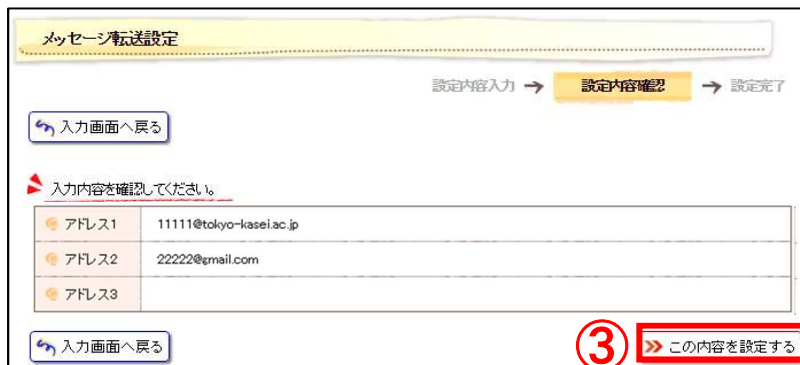 メッセージ転送設定
設定内容入力 → 設定内容確認 → 設定完了
入力画面へ戻る
入力内容を確認してください。
アドレス1 11111@tokyo-kasei.ac.jp
アドレス2 22222@gmail.com
アドレス3
入力画面へ戻る ③ >> この内容を設定する